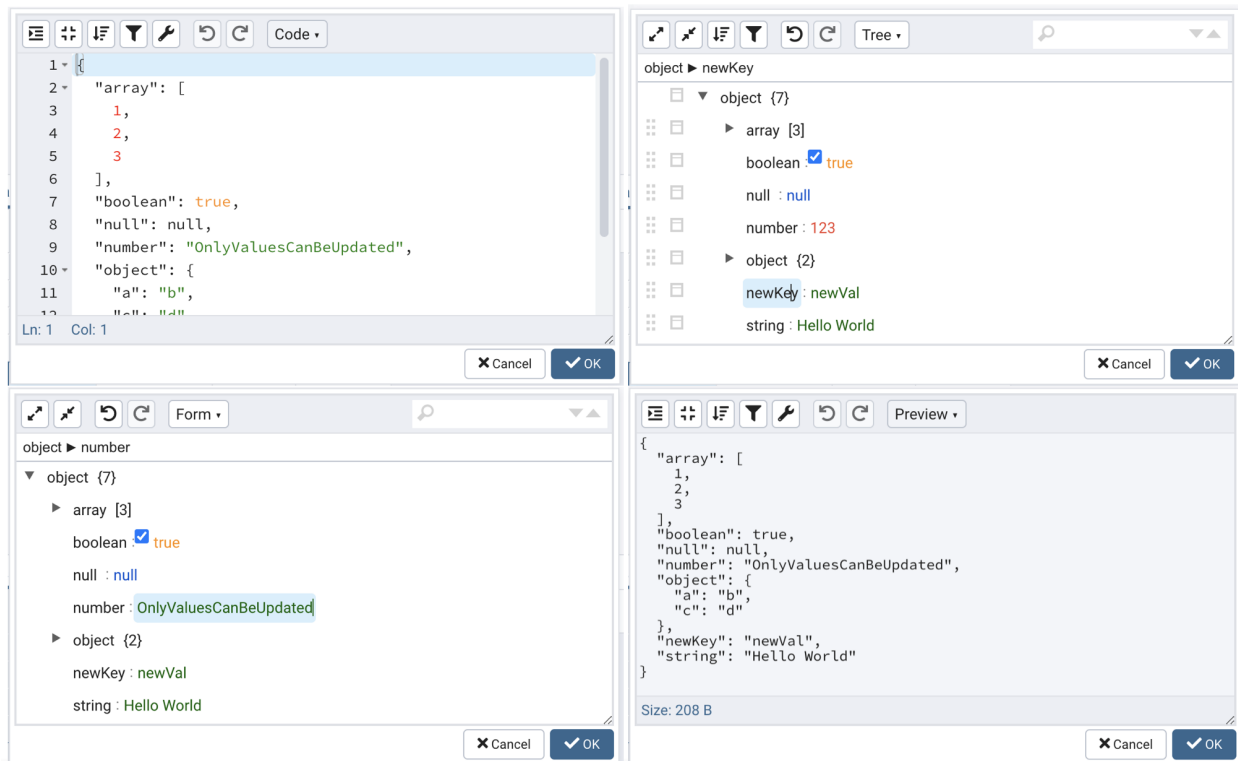 Code
1 {
2 "array": [
3 1,
4 2,
5 3
6 ],
7 "boolean": true,
8 "null": null,
9 "number": "OnlyValuesCanBeUpdated",
10 "object": {
11 "a": "b",
12 "c": "d"
Ln: 1 Col: 1
Cancel OK
Tree
object ► newKey
object {7}
array [3]
boolean : true
null : null
number : 123
object {2}
newKey : newVal
string : Hello World
Cancel OK
Form
object ► number
object {7}
array [3]
boolean : true
null : null
number : OnlyValuesCanBeUpdated
object {2}
newKey : newVal
string : Hello World
Cancel OK
Preview
{
"array": [
1,
2,
3
],
"boolean": true,
"null": null,
"number": "OnlyValuesCanBeUpdated",
"object": {
"a": "b",
"c": "d"
},
"newKey": "newVal",
"string": "Hello World"
}
Size: 208 B
Cancel OK